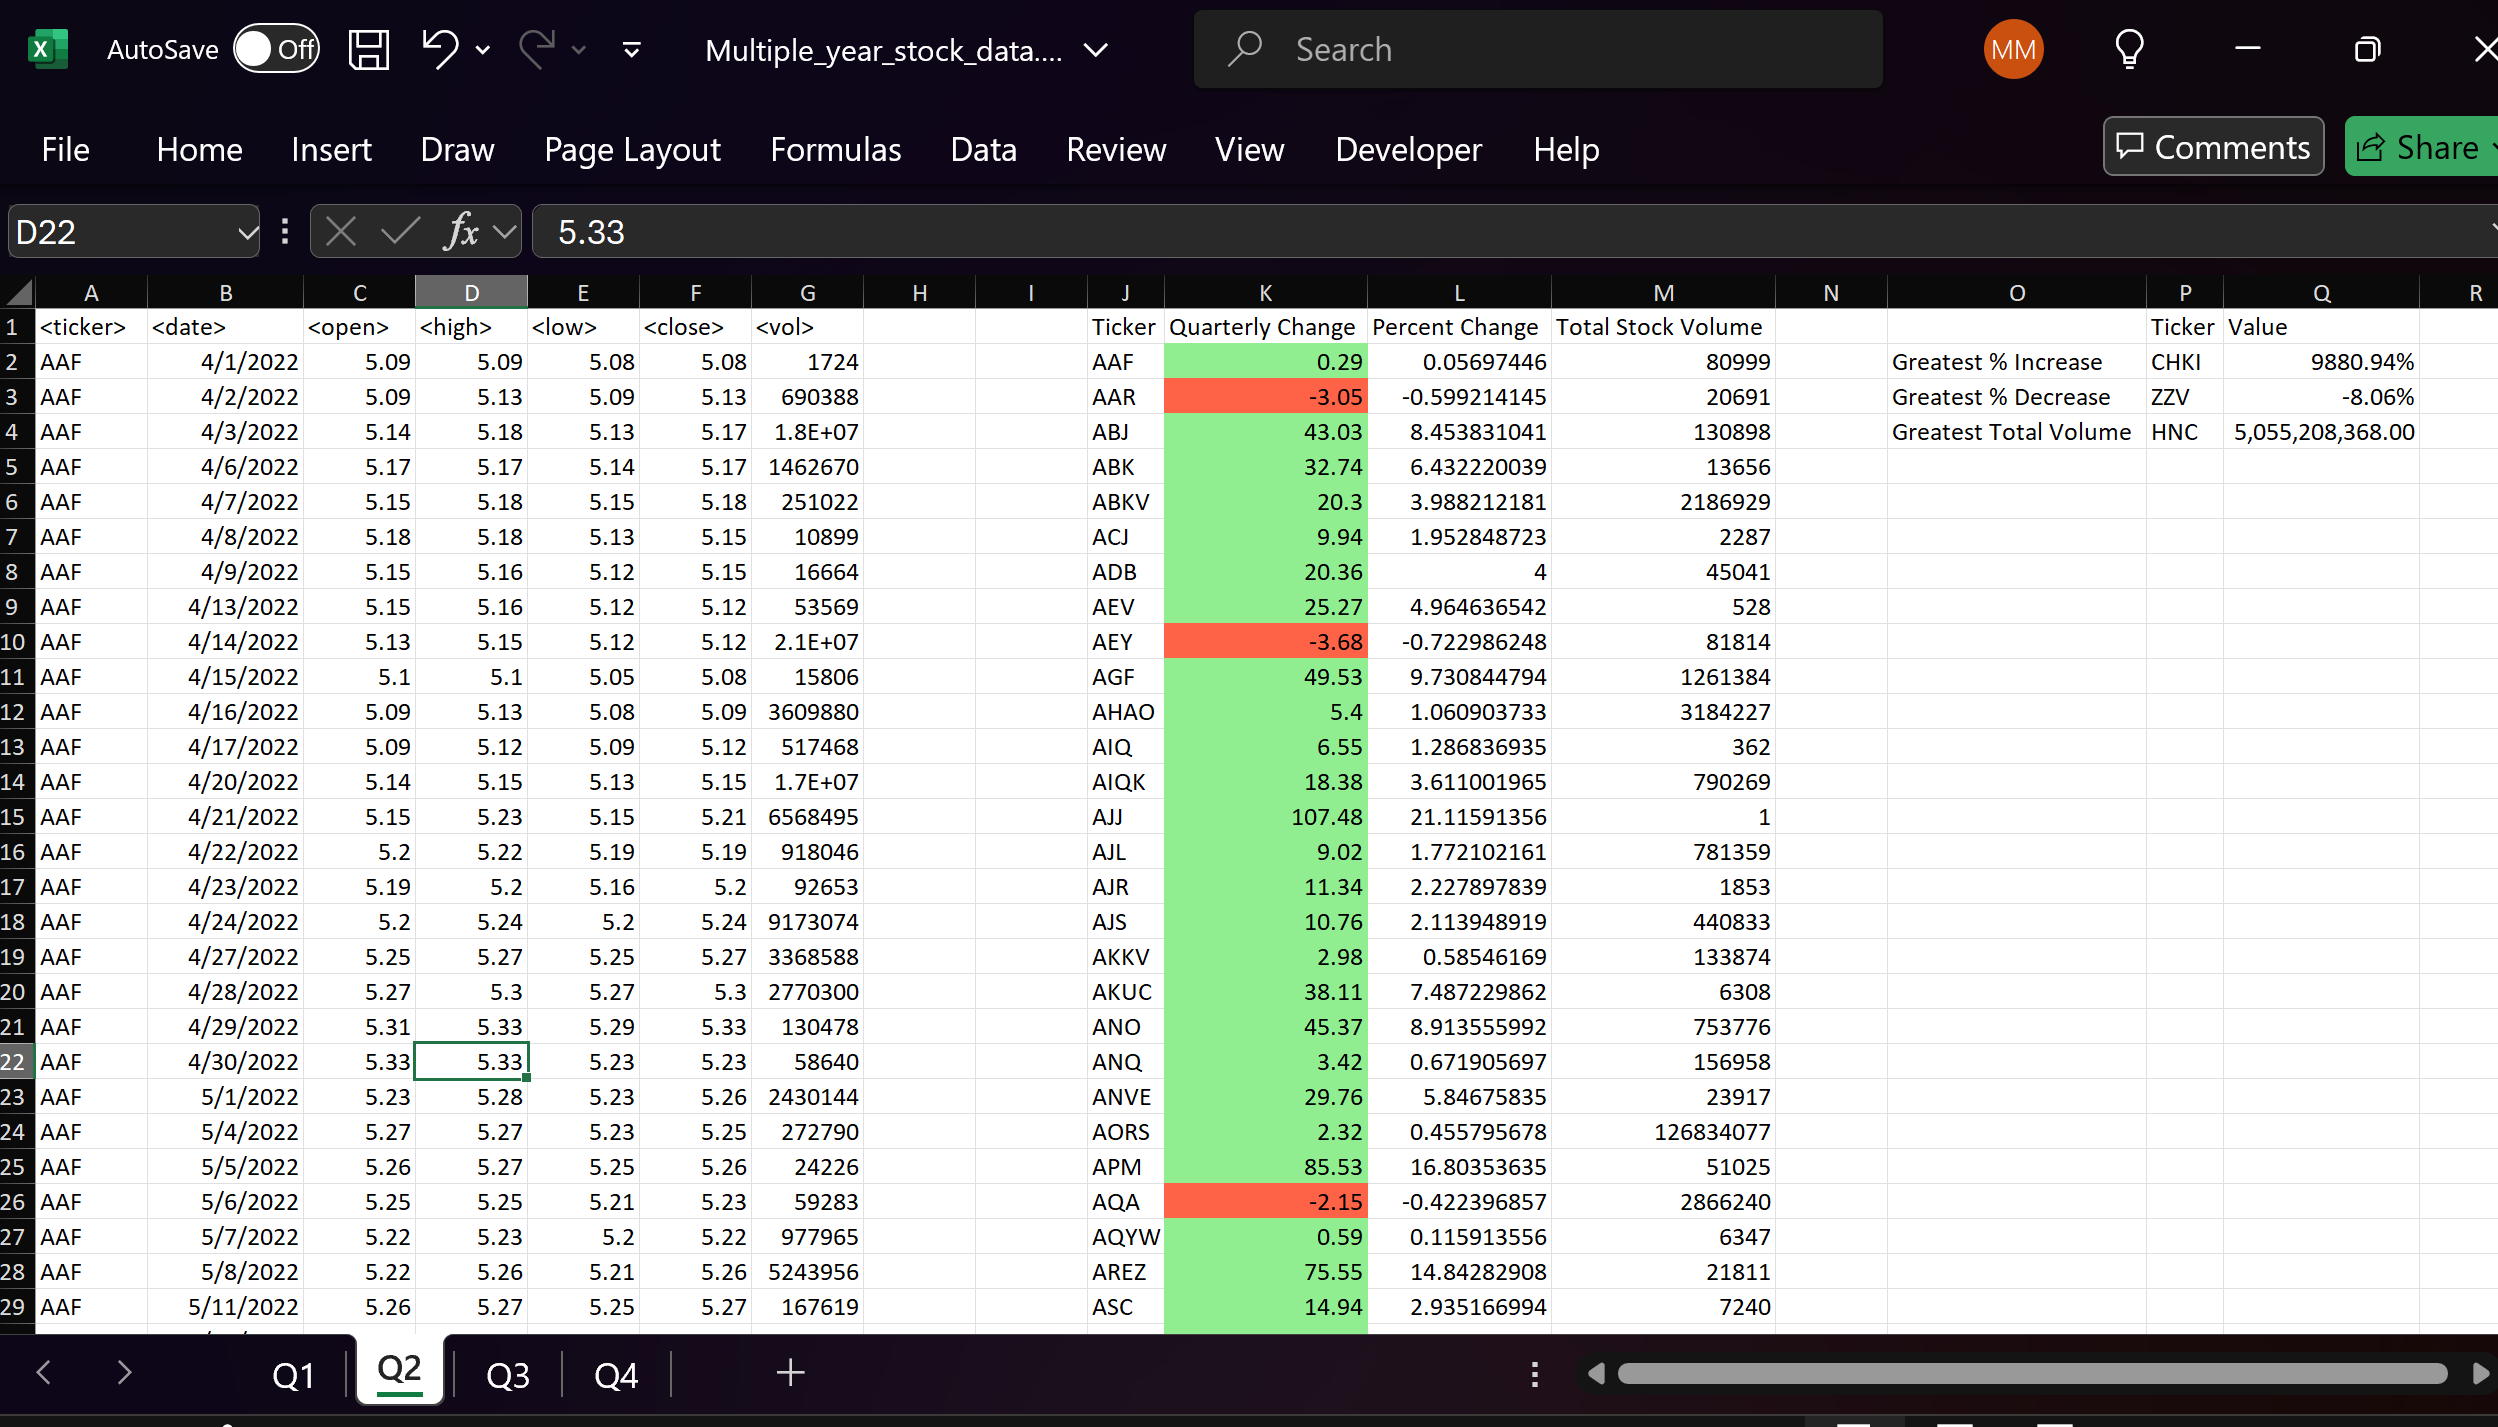 AutoSave Off Multiple_year_stock_data.... Search MM
File Home Insert Draw Page Layout Formulas Data Review View Developer Help Comments Share
D22 fx 5.33
A B C D E F G H I J K L M N O P Q R
1 <ticker> <date> <open> <high> <low> <close> <vol> Ticker Quarterly Change Percent Change Total Stock Volume Ticker Value
2 AAF 4/1/2022 5.09 5.09 5.08 5.08 1724 AAF 0.29 0.05697446 80999 Greatest % Increase CHKI 9880.94%
3 AAF 4/2/2022 5.09 5.13 5.09 5.13 690388 AAR -3.05 -0.599214145 20691 Greatest % Decrease ZZV -8.06%
4 AAF 4/3/2022 5.14 5.18 5.13 5.17 1.8E+07 ABJ 43.03 8.453831041 130898 Greatest Total Volume HNC 5,055,208,368.00
5 AAF 4/6/2022 5.17 5.17 5.14 5.17 1462670 ABK 32.74 6.432220039 13656
6 AAF 4/7/2022 5.15 5.18 5.15 5.18 251022 ABKV 20.3 3.988212181 2186929
7 AAF 4/8/2022 5.18 5.18 5.13 5.15 10899 ACJ 9.94 1.952848723 2287
8 AAF 4/9/2022 5.15 5.16 5.12 5.15 16664 ADB 20.36 4 45041
9 AAF 4/13/2022 5.15 5.16 5.12 5.12 53569 AEV 25.27 4.964636542 528
10 AAF 4/14/2022 5.13 5.15 5.12 5.12 2.1E+07 AEY -3.68 -0.722986248 81814
11 AAF 4/15/2022 5.1 5.1 5.05 5.08 15806 AGF 49.53 9.730844794 1261384
12 AAF 4/16/2022 5.09 5.13 5.08 5.09 3609880 AHAO 5.4 1.060903733 3184227
13 AAF 4/17/2022 5.09 5.12 5.09 5.12 517468 AIQ 6.55 1.286836935 362
14 AAF 4/20/2022 5.14 5.15 5.13 5.15 1.7E+07 AIQK 18.38 3.611001965 790269
15 AAF 4/21/2022 5.15 5.23 5.15 5.21 6568495 AJJ 107.48 21.11591356 1
16 AAF 4/22/2022 5.2 5.22 5.19 5.19 918046 AJL 9.02 1.772102161 781359
17 AAF 4/23/2022 5.19 5.2 5.16 5.2 92653 AJR 11.34 2.227897839 1853
18 AAF 4/24/2022 5.2 5.24 5.2 5.24 9173074 AJS 10.76 2.113948919 440833
19 AAF 4/27/2022 5.25 5.27 5.25 5.27 3368588 AKKV 2.98 0.58546169 133874
20 AAF 4/28/2022 5.27 5.3 5.27 5.3 2770300 AKUC 38.11 7.487229862 6308
21 AAF 4/29/2022 5.31 5.33 5.29 5.33 130478 ANO 45.37 8.913555992 753776
22 AAF 4/30/2022 5.33 5.33 5.23 5.23 58640 ANQ 3.42 0.671905697 156958
23 AAF 5/1/2022 5.23 5.28 5.23 5.26 2430144 ANVE 29.76 5.84675835 23917
24 AAF 5/4/2022 5.27 5.27 5.23 5.25 272790 AORS 2.32 0.455795678 126834077
25 AAF 5/5/2022 5.26 5.27 5.25 5.26 24226 APM 85.53 16.80353635 51025
26 AAF 5/6/2022 5.25 5.25 5.21 5.23 59283 AQA -2.15 -0.422396857 2866240
27 AAF 5/7/2022 5.22 5.23 5.2 5.22 977965 AQYW 0.59 0.115913556 6347
28 AAF 5/8/2022 5.22 5.26 5.21 5.26 5243956 AREZ 75.55 14.84282908 21811
29 AAF 5/11/2022 5.26 5.27 5.25 5.27 167619 ASC 14.94 2.935166994 7240
Q1 Q2 Q3 Q4